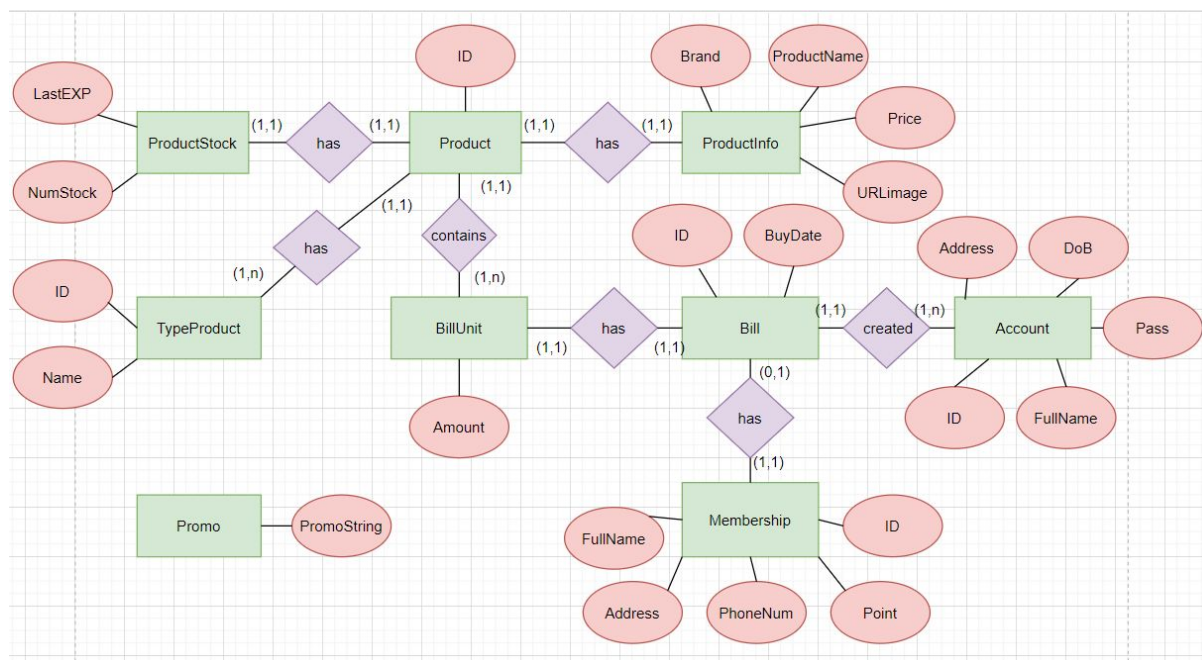 ID
Brand
ProductName
LastEXP
Price
ProductStock
(1,1)
has
(1,1)
Product
(1,1)
has
(1,1)
ProductInfo
NumStock
(1,1)
(1,1)
URLimage
has
contains
ID
BuyDate
Address
DoB
(1,n)
(1,n)
ID
TypeProduct
BillUnit
(1,1)
has
(1,1)
Bill
(1,1)
created
(1,n)
Account
Pass
Name
(0,1)
Amount
has
ID
FullName
(1,1)
Promo
PromoString
Membership
FullName
ID
Address
PhoneNum
Point